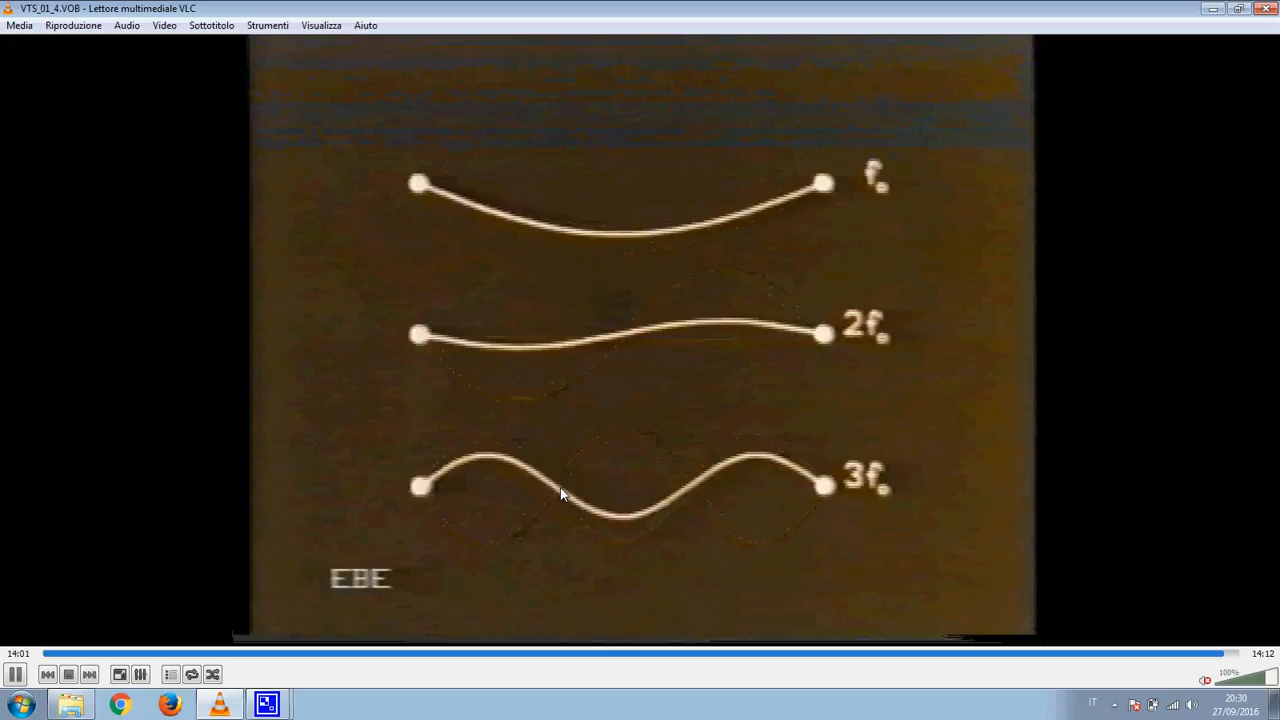 VTS_01_4.VOB - Lettore multimediale VLC
Media Riproduzione Audio Video Sottotitolo Strumenti Visualizza Aiuto
f₀
2f₀
3f₀
EBE
14:01 14:12
100%
IT 20:30
27/09/2016